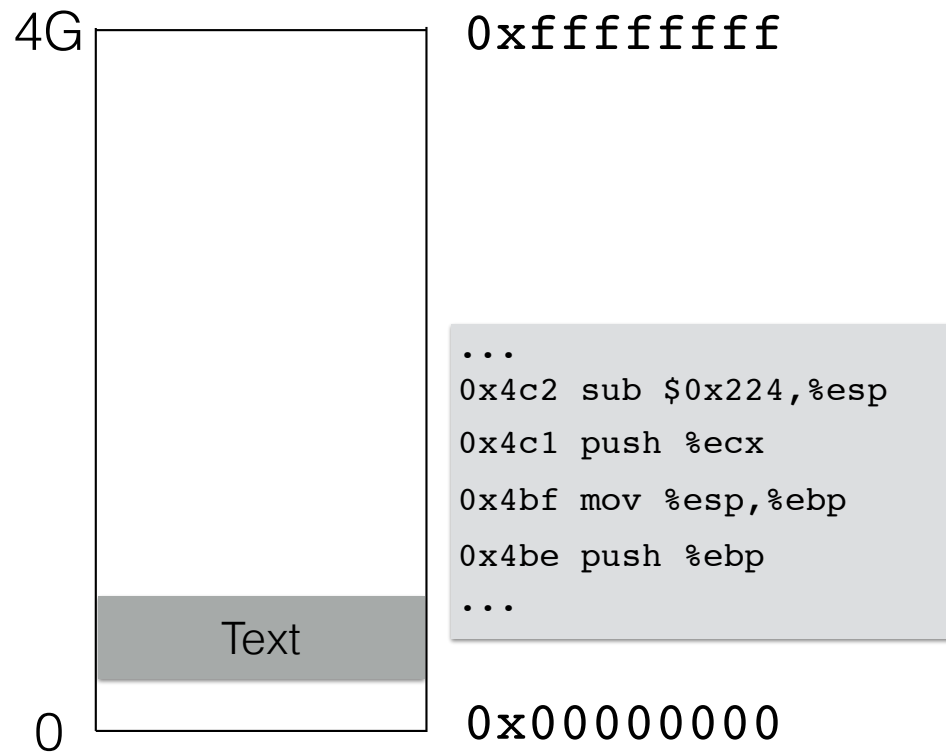 4G
0xffffffff
...
0x4c2 sub $0x224,%esp
0x4c1 push %ecx
0x4bf mov %esp,%ebp
0x4be push %ebp
...
Text
0
0x00000000